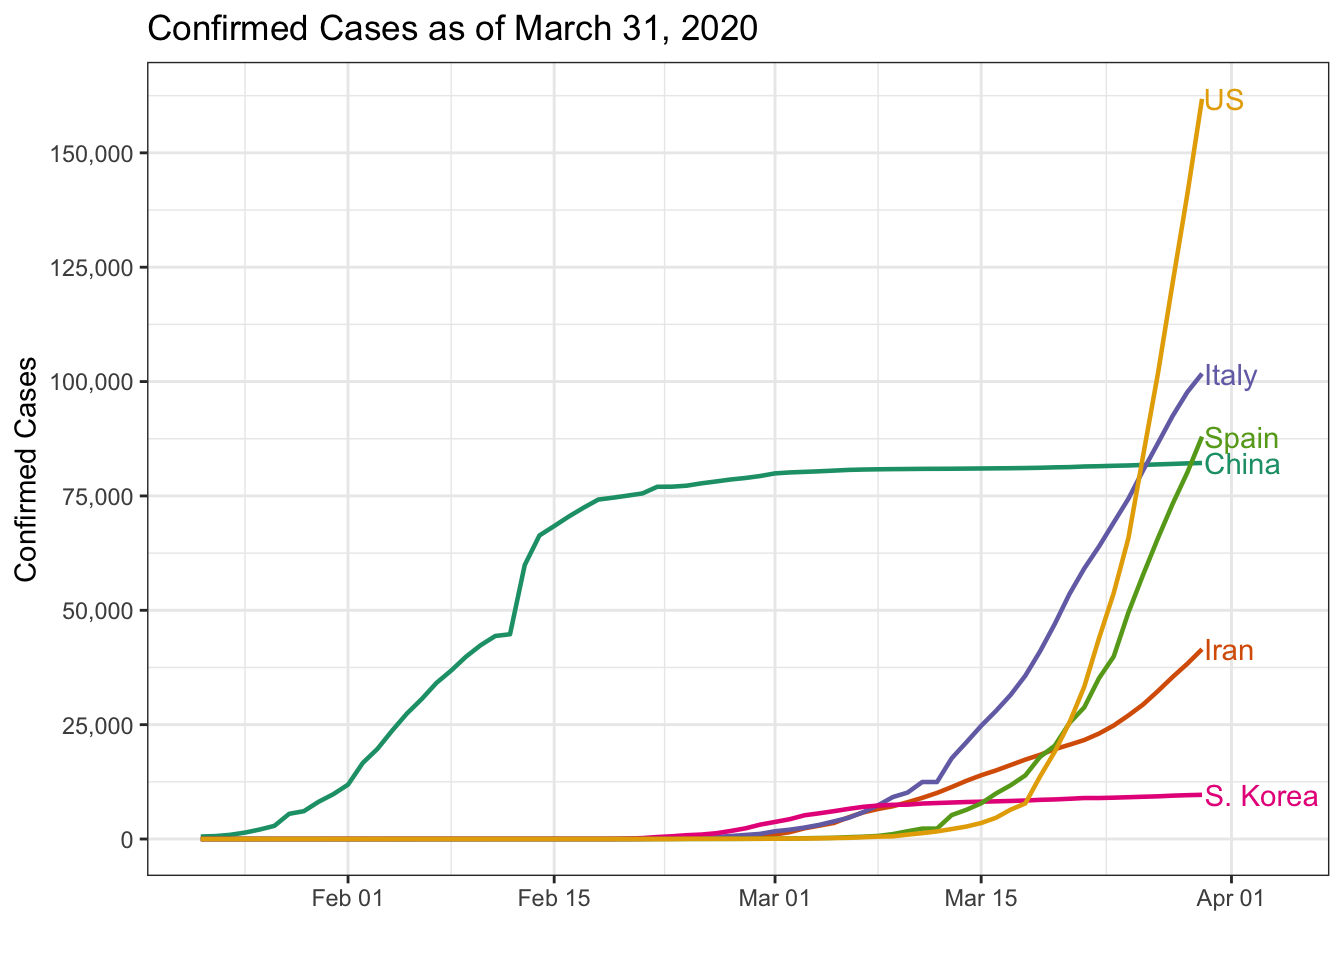 Confirmed Cases as of March 31, 2020
Confirmed Cases
150,000
125,000
100,000
75,000
50,000
25,000
0
US
Italy
Spain
China
Iran
S. Korea
Feb 01
Feb 15
Mar 01
Mar 15
Apr 01